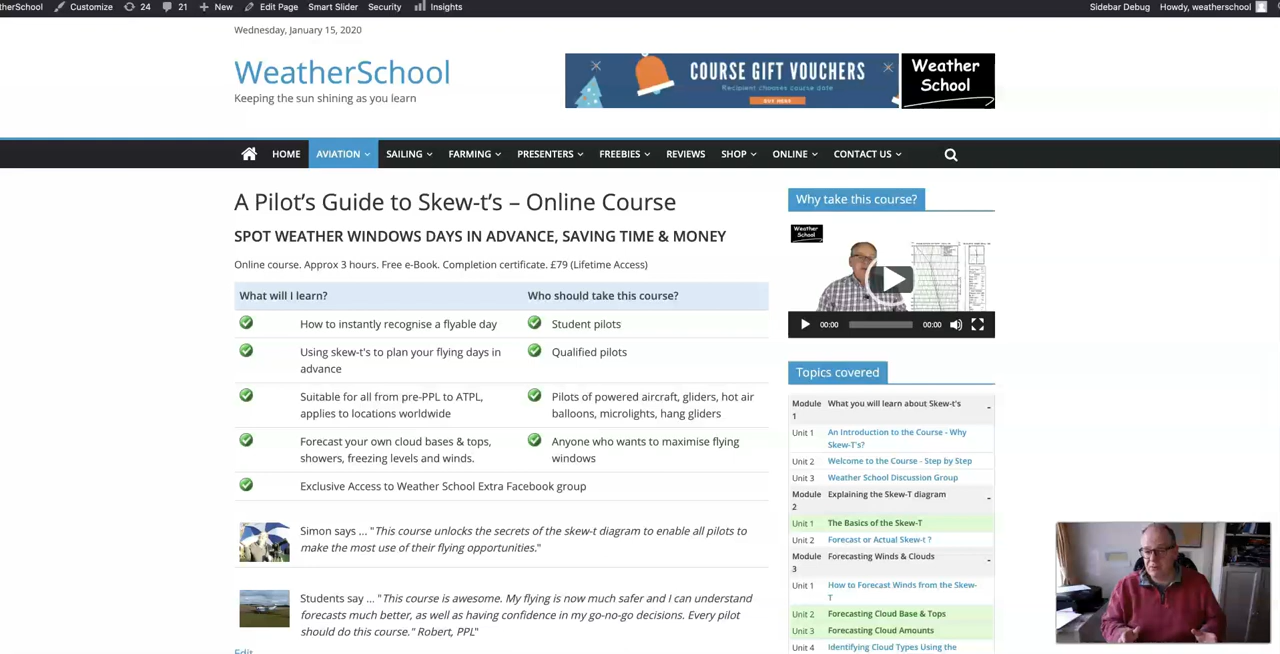 therSchool Customize 24 21 New Edit Page Smart Slider Security Insights Sidebar Debug Howdy, weatherschool
Wednesday, January 15, 2020
WeatherSchool
Keeping the sun shining as you learn
COURSE GIFT VOUCHERS
Recipient chooses course date
Weather
School
HOME AVIATION SAILING FARMING PRESENTERS FREEBIES REVIEWS SHOP ONLINE CONTACT US
A Pilot's Guide to Skew-t's – Online Course
SPOT WEATHER WINDOWS DAYS IN ADVANCE, SAVING TIME & MONEY
Online course. Approx 3 hours. Free e-Book. Completion certificate. £79 (Lifetime Access)
What will I learn? Who should take this course?
How to instantly recognise a flyable day Student pilots
Using skew-t's to plan your flying days in
advance
Qualified pilots
Suitable for all from pre-PPL to ATPL,
applies to locations worldwide
Pilots of powered aircraft, gliders, hot air
balloons, microlights, hang gliders
Forecast your own cloud bases & tops,
showers, freezing levels and winds.
Anyone who wants to maximise flying
windows
Exclusive Access to Weather School Extra Facebook group
Simon says ... "This course unlocks the secrets of the skew-t diagram to enable all pilots to
make the most use of their flying opportunities."
Students say ... "This course is awesome. My flying is now much safer and I can understand
forecasts much better, as well as having confidence in my go-no-go decisions. Every pilot
should do this course." Robert, PPL"
Edit
Why take this course?
Weather
School
00:00 00:00
Topics covered
Module 1 What you will learn about Skew-t's -
Unit 1 An Introduction to the Course - Why
Skew-T's?
Unit 2 Welcome to the Course - Step by Step
Unit 3 Weather School Discussion Group
Module 2 Explaining the Skew-T diagram -
Unit 1 The Basics of the Skew-T
Unit 2 Forecast or Actual Skew-t ?
Module 3 Forecasting Winds & Clouds -
Unit 1 How to Forecast Winds from the Skew-
T
Unit 2 Forecasting Cloud Base & Tops
Unit 3 Forecasting Cloud Amounts
Unit 4 Identifying Cloud Types Using the